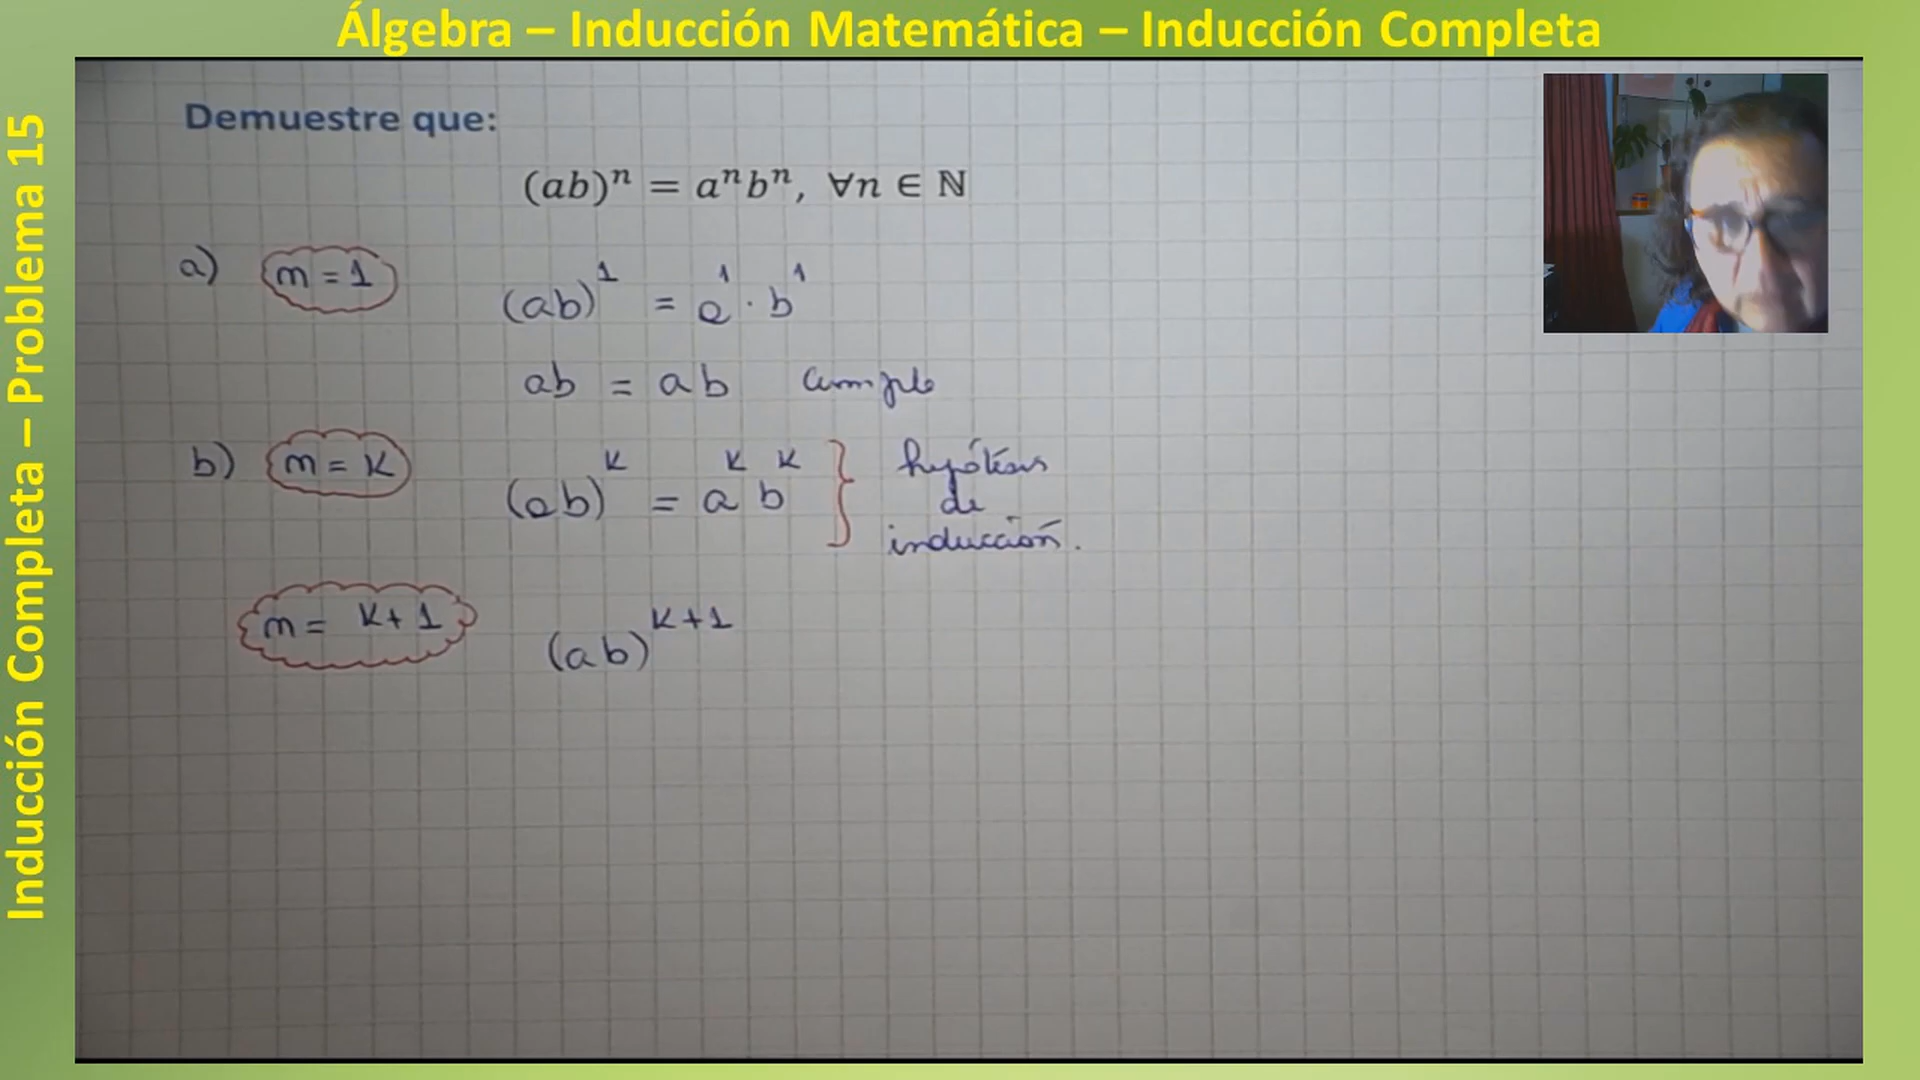 Álgebra – Inducción Matemática – Inducción Completa
Inducción Completa – Problema 15
Demuestre que:
(ab)ⁿ = aⁿbⁿ, ∀n ∈ ℕ
a) n = 1 (ab)¹ = a¹ · b¹
ab = ab cumple
b) n = k (ab)ᵏ = aᵏ bᵏ } hipótesis
de
inducción.
n = k+1 (ab)ᵏ⁺¹